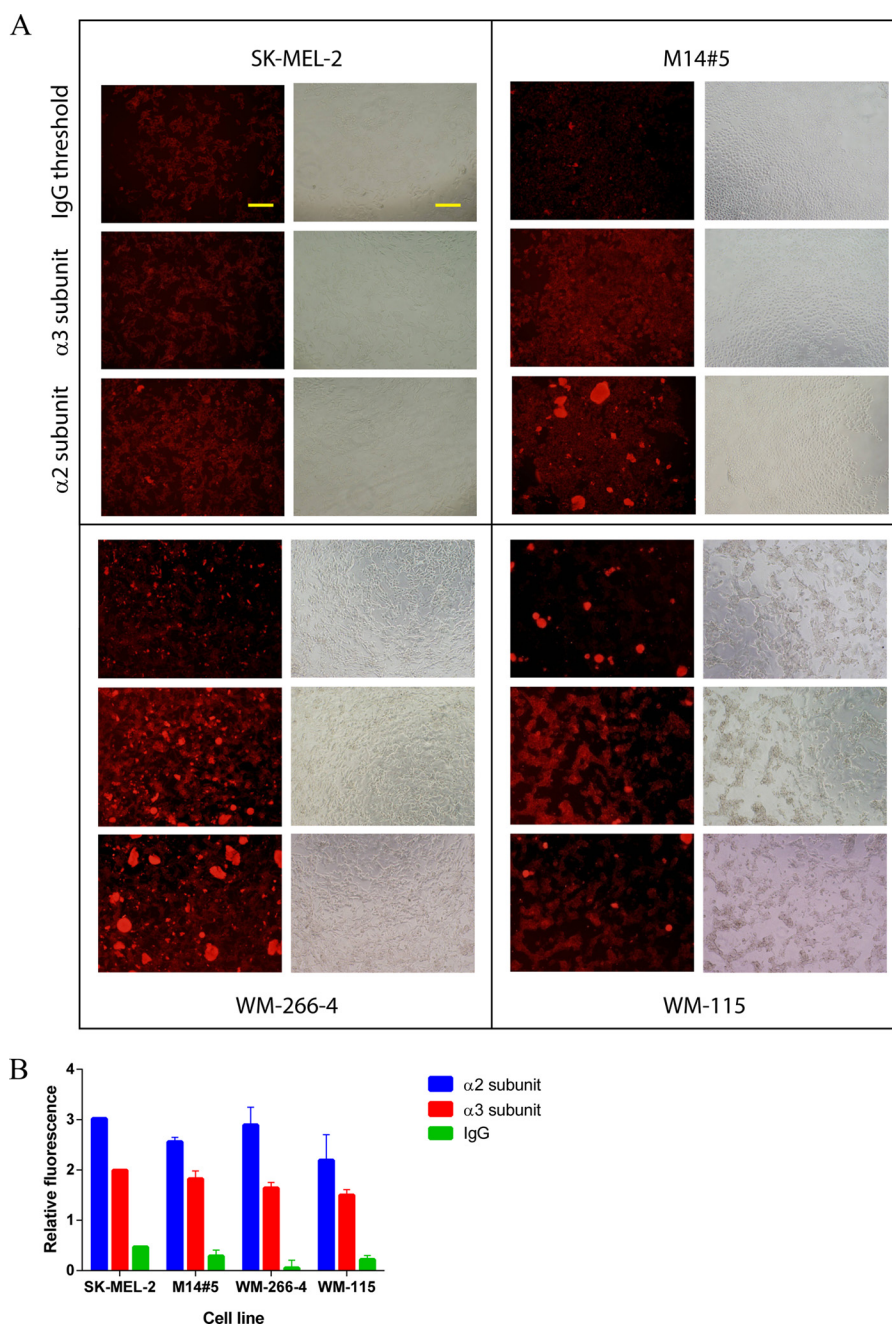 A
SK-MEL-2
M14#5
IgG threshold
α3 subunit
α2 subunit
WM-266-4
WM-115
B
Relative fluorescence
4
3
2
1
0
SK-MEL-2 M14#5 WM-266-4 WM-115
Cell line
α2 subunit
α3 subunit
IgG